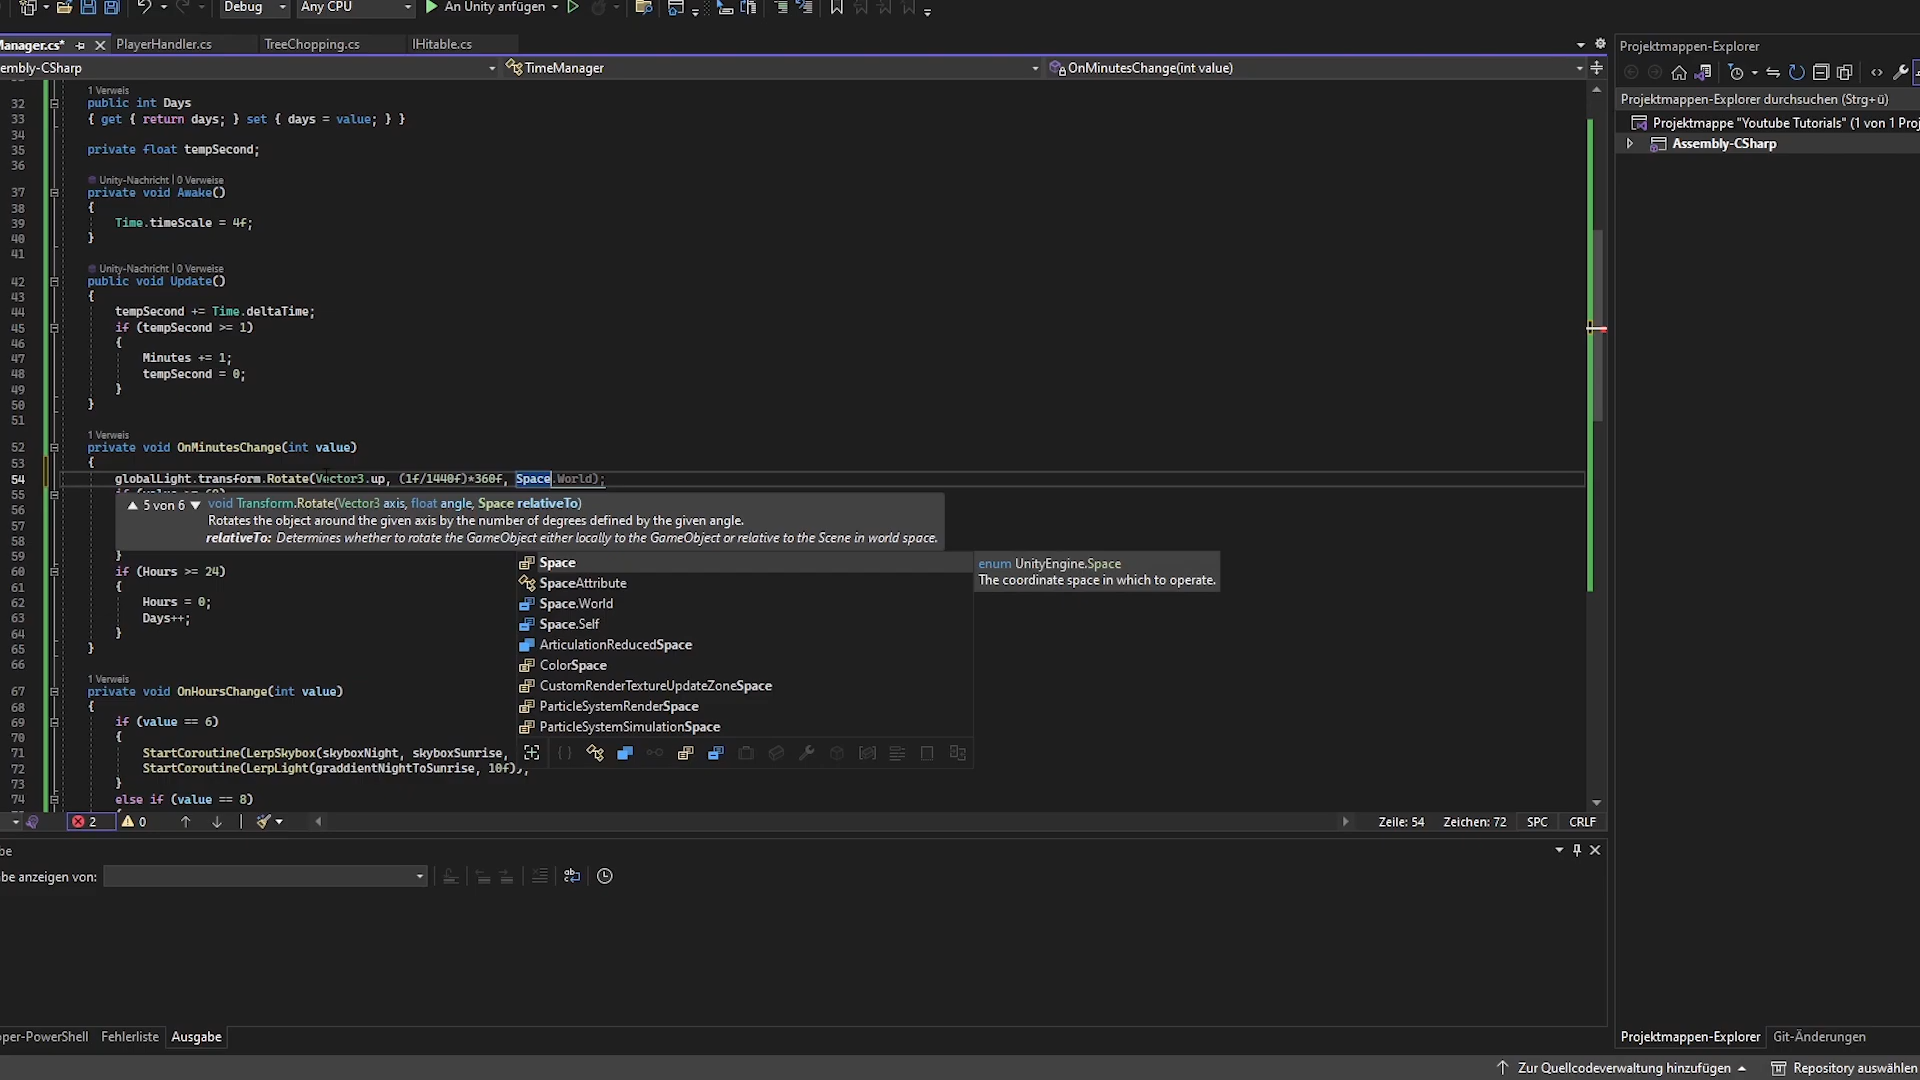 Debug
Any CPU
An Unity anfügen
Manager.cs*
PlayerHandler.cs
TreeChopping.cs
IHitable.cs
embly-CSharp
TimeManager
OnMinutesChange(int value)
1 Verweis
32 public int Days
33 { get { return days; } set { days = value; } }
34
35 private float tempSecond;
36
Unity-Nachricht | 0 Verweise
37 private void Awake()
38 {
39 Time.timeScale = 4f;
40 }
41
Unity-Nachricht | 0 Verweise
42 public void Update()
43 {
44 tempSecond += Time.deltaTime;
45 if (tempSecond >= 1)
46 {
47 Minutes += 1;
48 tempSecond = 0;
49 }
50 }
51
1 Verweis
52 private void OnMinutesChange(int value)
53 {
54 globalLight.transform.Rotate(Vector3.up, (1f/1440f)*360f, Space.World);
55
5 von 6 void Transform.Rotate(Vector3 axis, float angle, Space relativeTo)
56
Rotates the object around the given axis by the number of degrees defined by the given angle.
57
relativeTo: Determines whether to rotate the GameObject either locally to the GameObject or relative to the Scene in world space.
58
59 }
60 if (Hours >= 24)
61 {
62 Hours = 0;
63 Days++;
64 }
65 }
66
Space
SpaceAttribute
Space.World
Space.Self
ArticulationReducedSpace
ColorSpace
CustomRenderTextureUpdateZoneSpace
ParticleSystemRenderSpace
ParticleSystemSimulationSpace
enum UnityEngine.Space
The coordinate space in which to operate.
1 Verweis
67 private void OnHoursChange(int value)
68 {
69 if (value == 6)
70 {
71 StartCoroutine(LerpSkybox(skyboxNight, skyboxSunrise,
72 StartCoroutine(LerpLight(graddientNightToSunrise, 10f));
73 }
74 else if (value == 8)
2
0
Zeile: 54
Zeichen: 72
SPC
CRLF
be
be anzeigen von:
per-PowerShell
Fehlerliste
Ausgabe
Projektmappen-Explorer
Projektmappen-Explorer durchsuchen (Strg+ü)
Projektmappe "Youtube Tutorials" (1 von 1 Proj
Assembly-CSharp
Projektmappen-Explorer
Git-Änderungen
Zur Quellcodeverwaltung hinzufügen
Repository auswählen